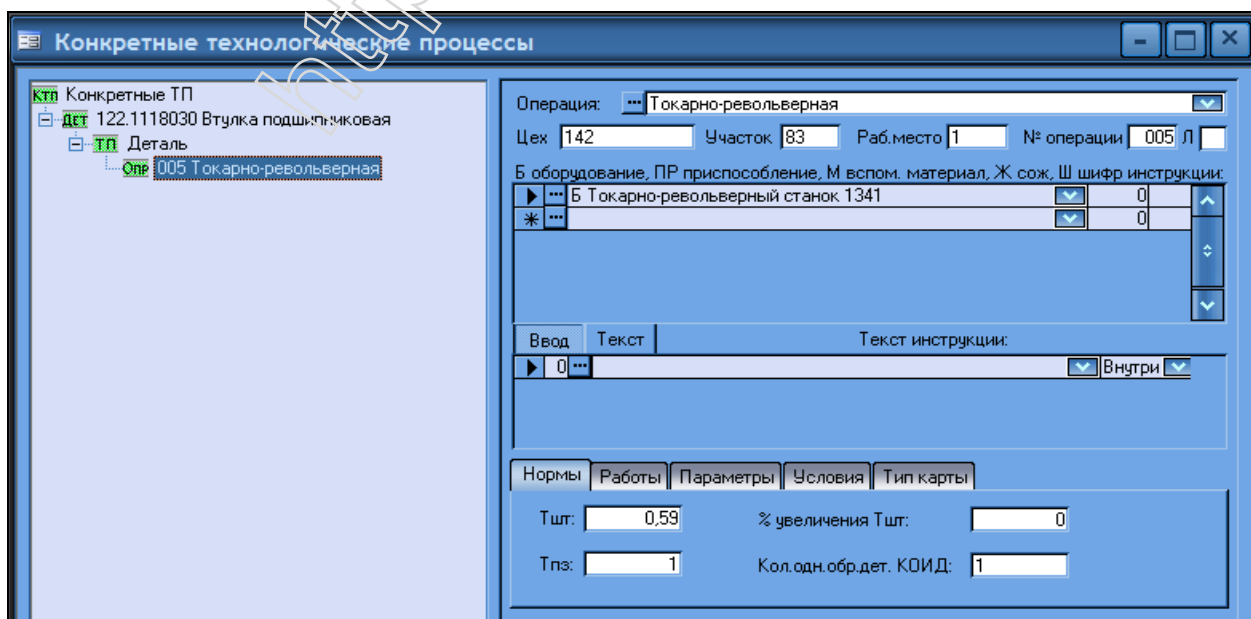 Конкретные технологические процессы
КТП Конкретные ТП
ДЕТ 122.1118030 Втулка подшипниковая
ТП Деталь
Опр 005 Токарно-револьверная
Операция: ... Токарно-револьверная
Цех 142 Участок 83 Раб.место 1 № операции 005 Л
Б оборудование, ПР приспособление, М вспом. материал, Ж сож, Ш шифр инструкции:
... Б Токарно-револьверный станок 1341 0
* ... 0
Ввод Текст Текст инструкции:
0 ... Внутри
Нормы Работы Параметры Условия Тип карты
Тшт: 0,59 % увеличения Тшт: 0
Тпз: 1 Кол.одн.обр.дет. КОИД: 1
http